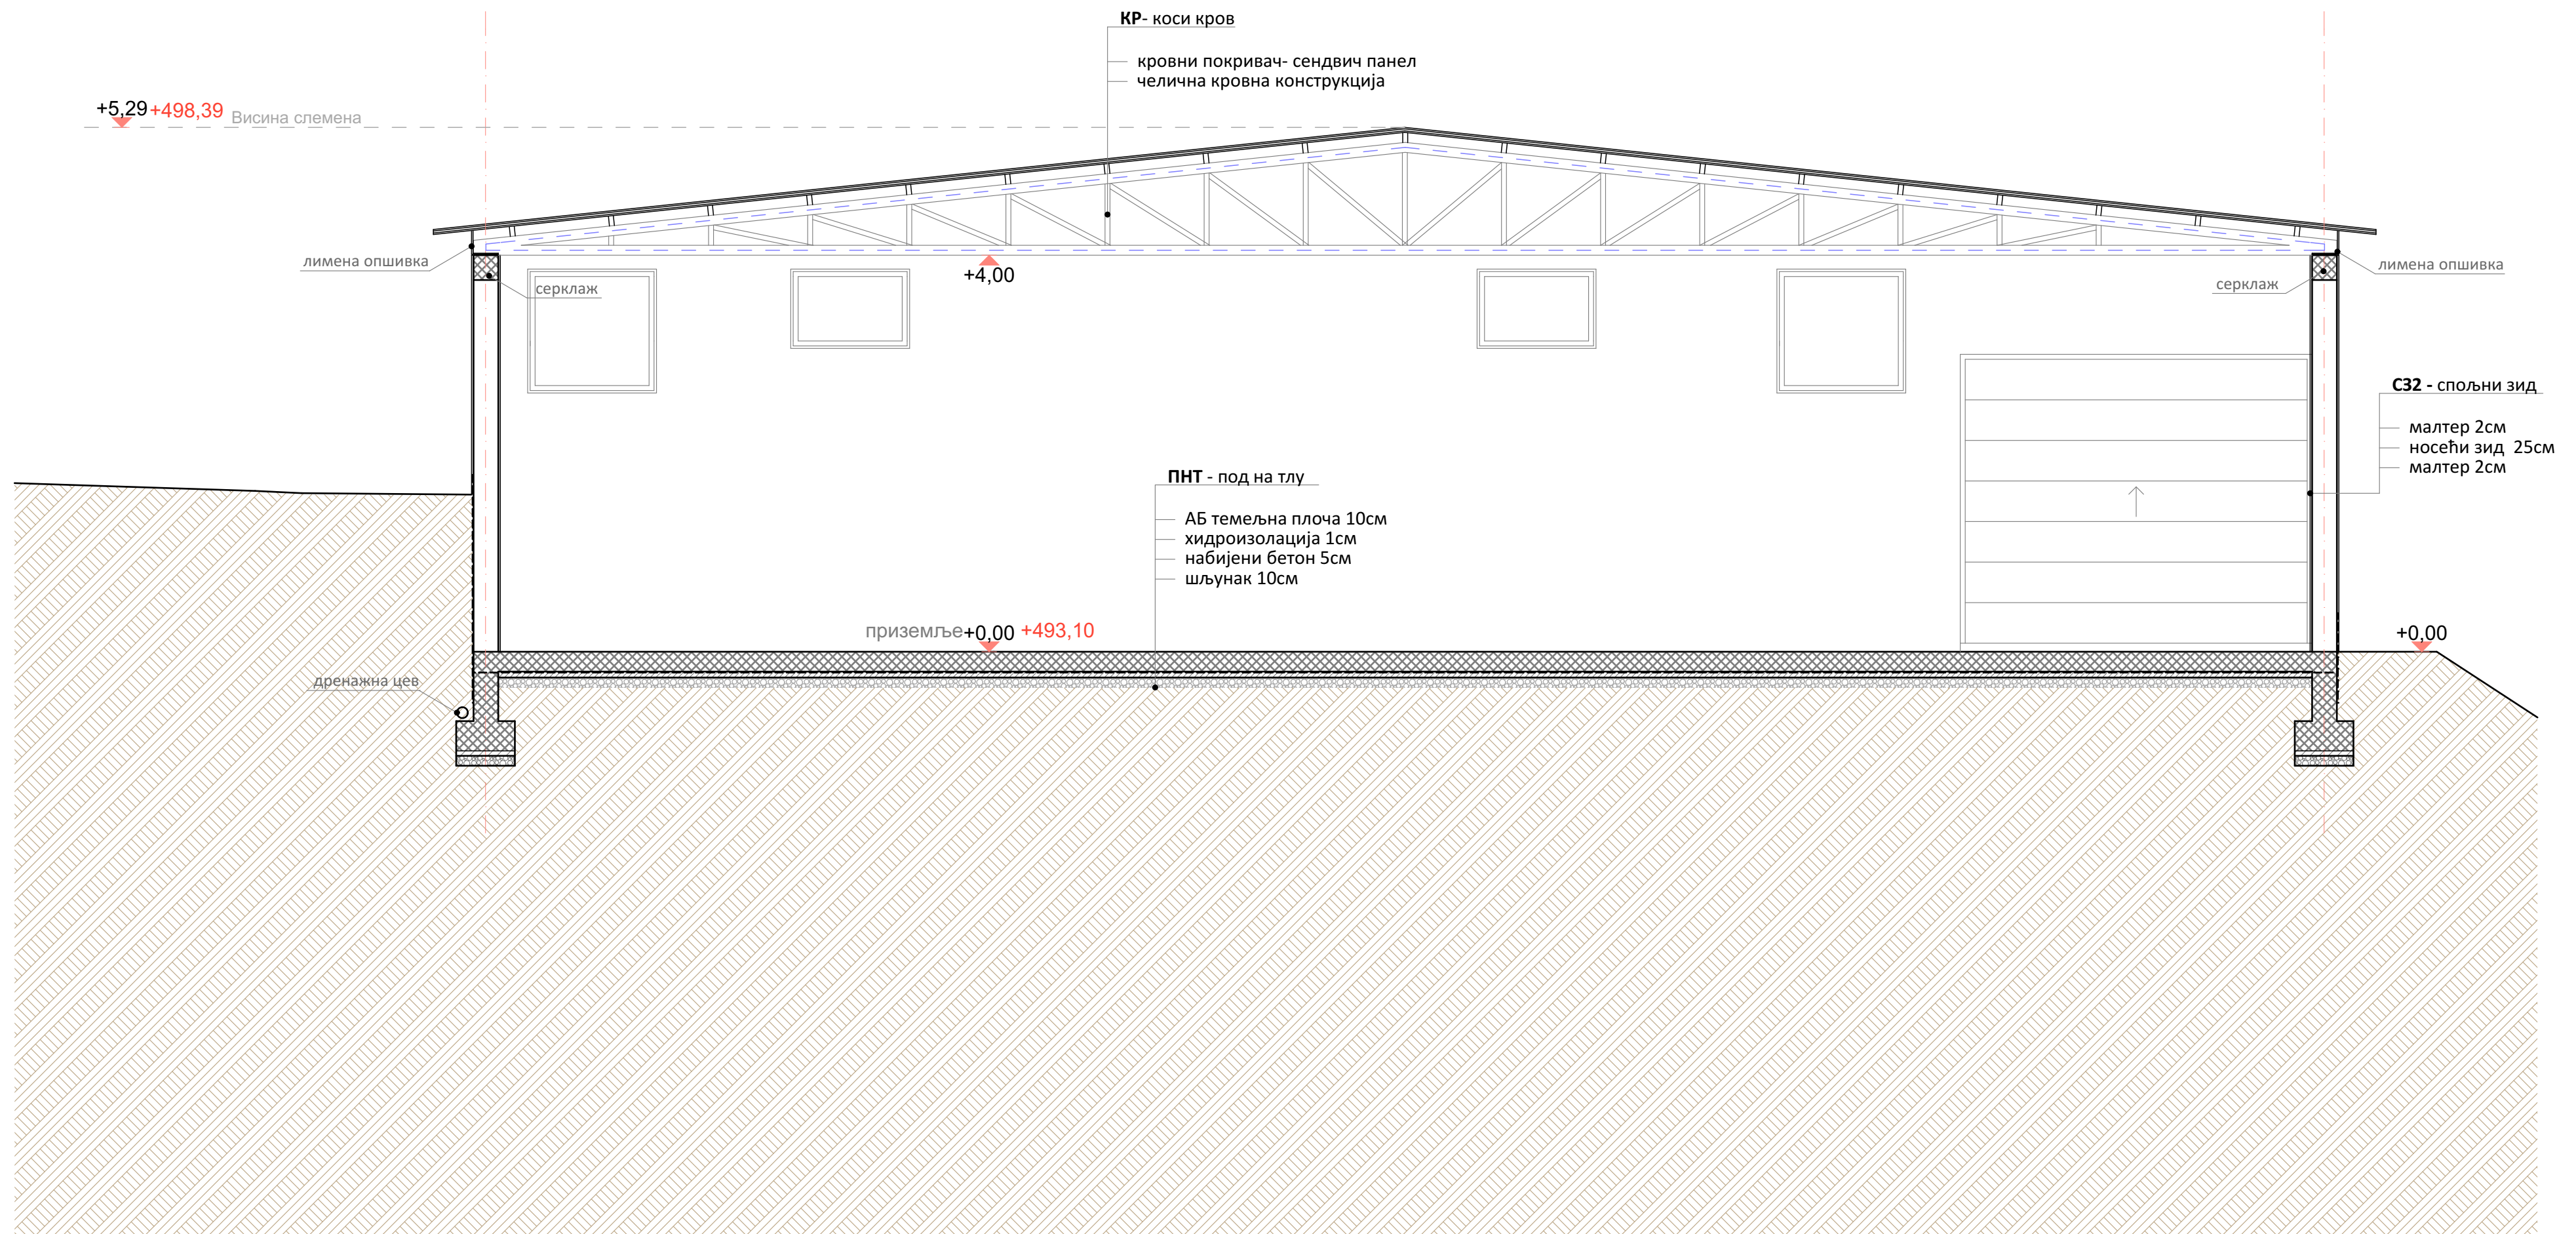 КР- коси кров
кровни покривач- сендвич панел
челична кровна конструкција
+5,29 +498,39 Висина слемена
лимена опшивка
серклаж
+4,00
серклаж
лимена опшивка
СЗ2 - спољни зид
малтер 2см
носећи зид 25см
малтер 2см
ПНТ - под на тлу
АБ темељна плоча 10см
хидроизолација 1см
набијени бетон 5см
шљунак 10см
приземље +0,00 +493,10
+0,00
дренажна цев